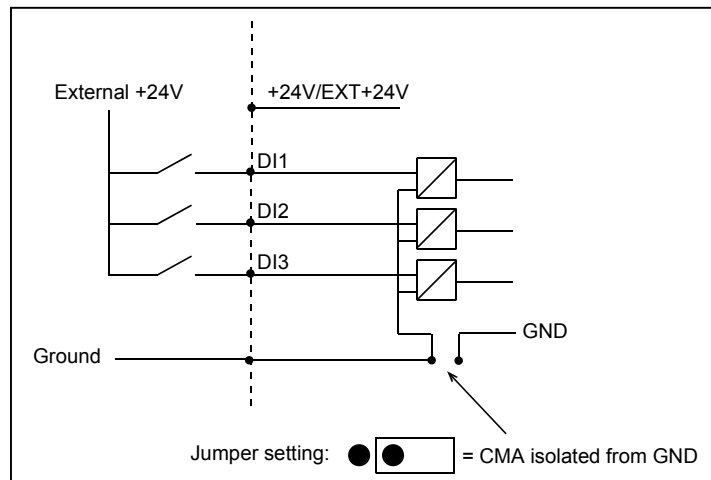 External +24V
+24V/EXT+24V
DI1
DI2
DI3
GND
Ground
Jumper setting: = CMA isolated from GND